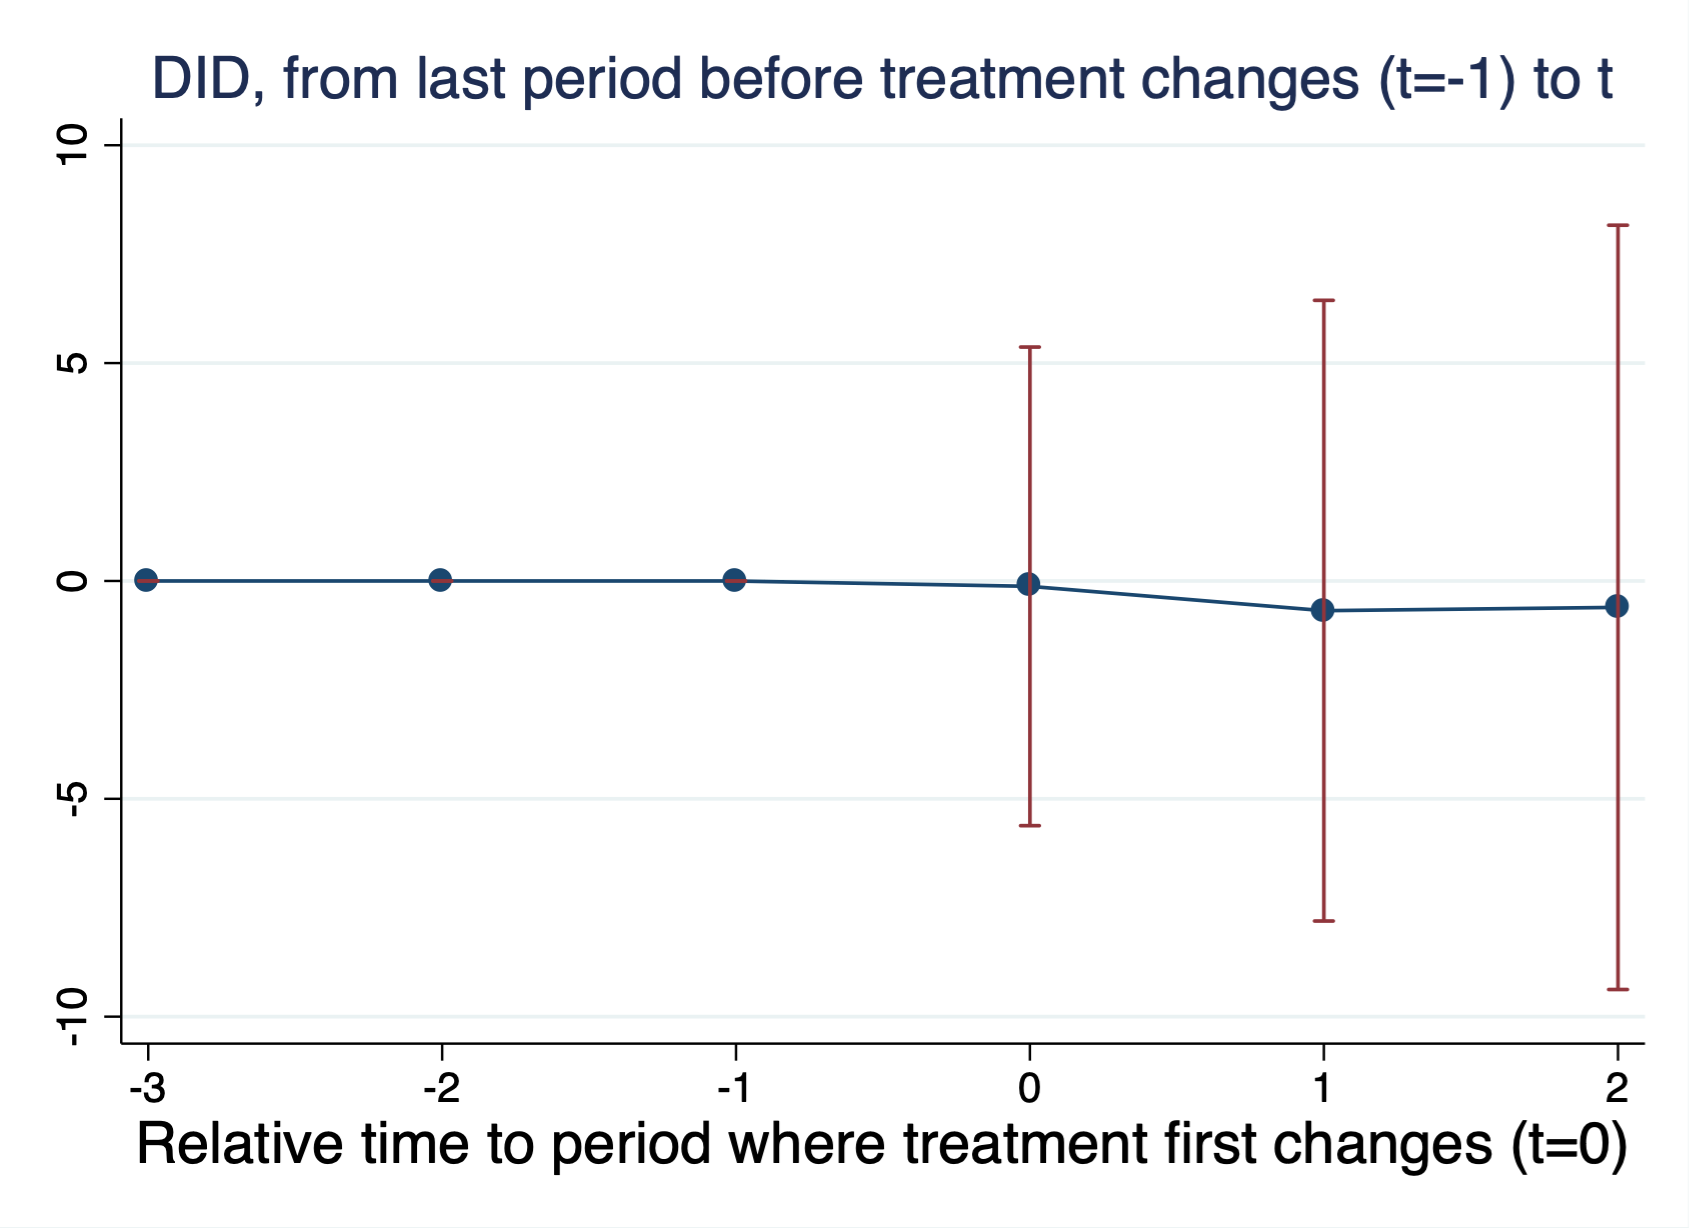 DID, from last period before treatment changes (t=-1) to t
10
5
0
-5
-10
-3 -2 -1 0 1 2
Relative time to period where treatment first changes (t=0)